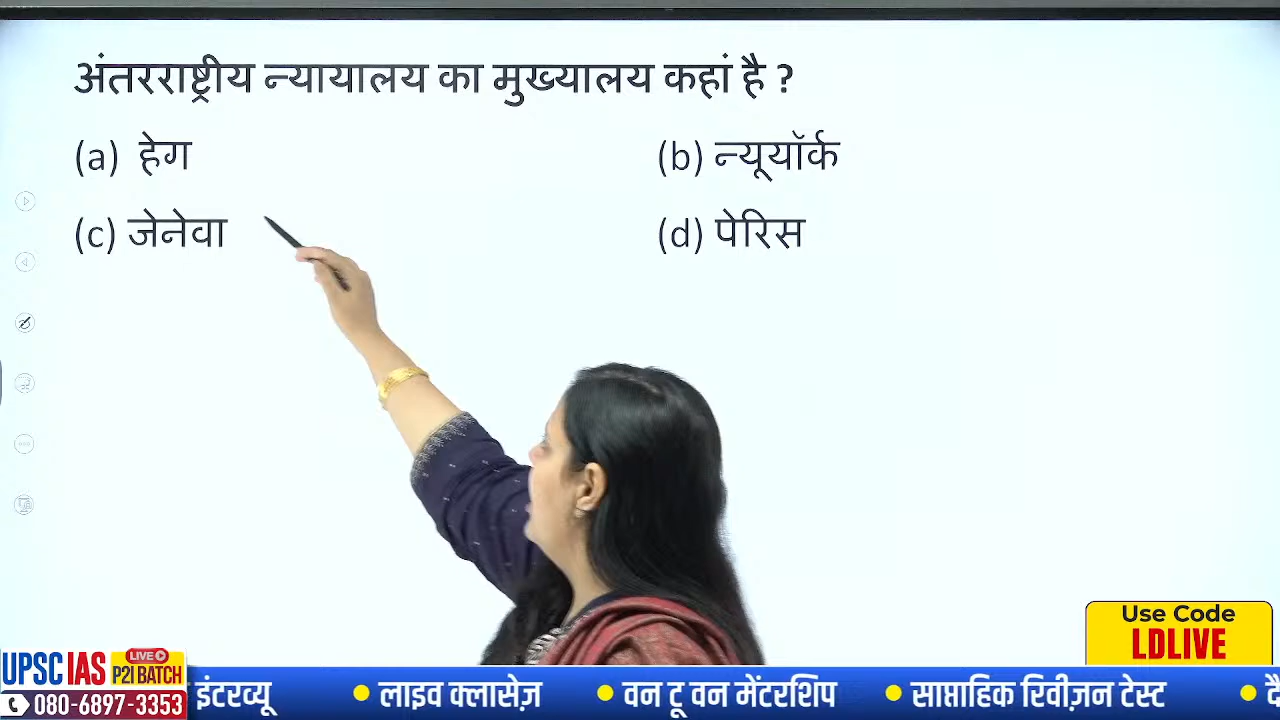 अंतरराष्ट्रीय न्यायालय का मुख्यालय कहां है ?
(a) हेग (b) न्यूयॉर्क
(c) जेनेवा (d) पेरिस
Use Code
LDLIVE
LIVE
UPSC IAS P2I BATCH
080-6897-3353
इंटरव्यू • लाइव क्लासेज़ • वन टू वन मेंटरशिप • साप्ताहिक रिवीज़न टेस्ट •